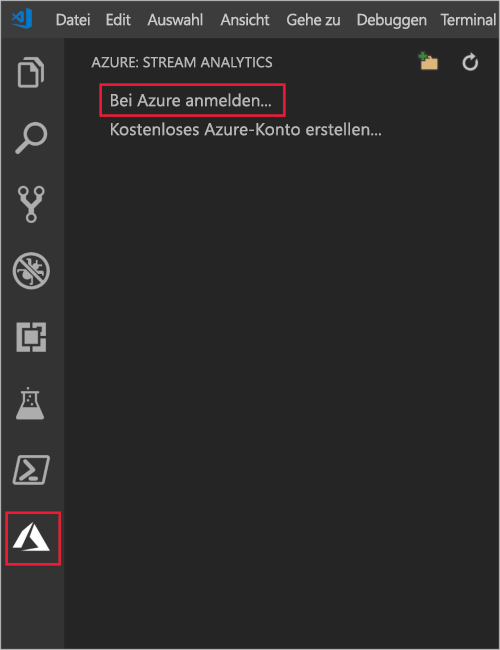 Datei Edit Auswahl Ansicht Gehe zu Debuggen Terminal
AZURE: STREAM ANALYTICS
Bei Azure anmelden...
Kostenloses Azure-Konto erstellen...